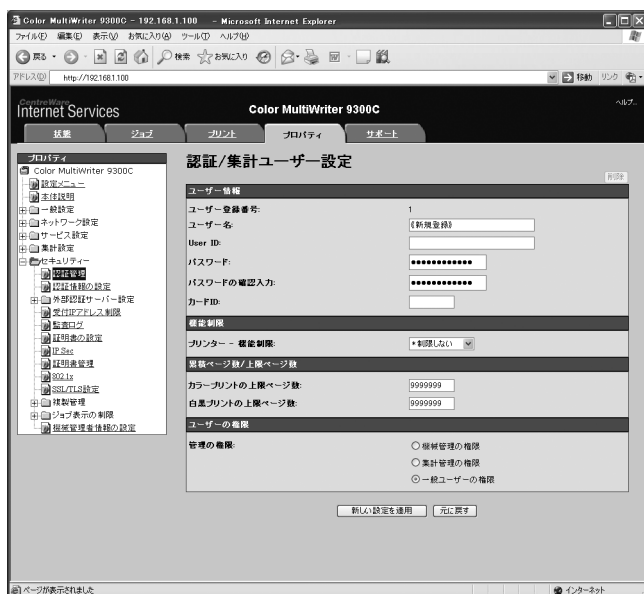 Color MultiWriter 9300C - 192.168.1.100 - Microsoft Internet Explorer
ファイル(F) 編集(E) 表示(V) お気に入り(A) ツール(T) ヘルプ(H)
戻る 検索 お気に入り
アドレス(D) http://192.168.1.100 移動 リンク
CentreWare
Internet Services
Color MultiWriter 9300C
ヘルプ...
状態 ジョブ プリント プロパティ サポート
プロパティ
Color MultiWriter 9300C
設定メニュー
本体説明
一般設定
ネットワーク設定
サービス設定
集計設定
セキュリティー
認証管理
認証情報の設定
外部認証サーバー設定
受付IPアドレス制限
監査ログ
証明書の設定
IP Sec
証明書管理
802.1x
SSL/TLS設定
複製管理
ジョブ表示の制限
機械管理者情報の設定
認証/集計ユーザー設定
削除
ユーザー情報
ユーザー登録番号: 1
ユーザー名: 《新規登録》
User ID:
パスワード: ●●●●●●●●●●●●
パスワードの確認入力: ●●●●●●●●●●●●
カードID:
機能制限
プリンター - 機能制限: *制限しない
累積ページ数/上限ページ数
カラープリントの上限ページ数: 9999999
白黒プリントの上限ページ数: 9999999
ユーザーの権限
管理の権限: 機械管理の権限
集計管理の権限
一般ユーザーの権限
新しい設定を適用 元に戻す
ページが表示されました インターネット